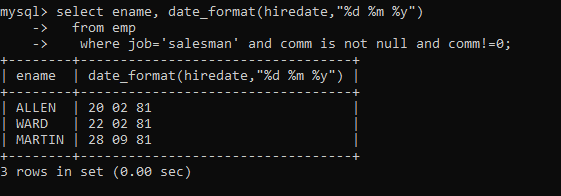 mysql> select ename, date_format(hiredate,"%d %m %y")
    -> from emp
    -> where job='salesman' and comm is not null and comm!=0;
+--------+----------------------------------+
| ename  | date_format(hiredate,"%d %m %y") |
+--------+----------------------------------+
| ALLEN  | 20 02 81                         |
| WARD   | 22 02 81                         |
| MARTIN | 28 09 81                         |
+--------+----------------------------------+
3 rows in set (0.00 sec)